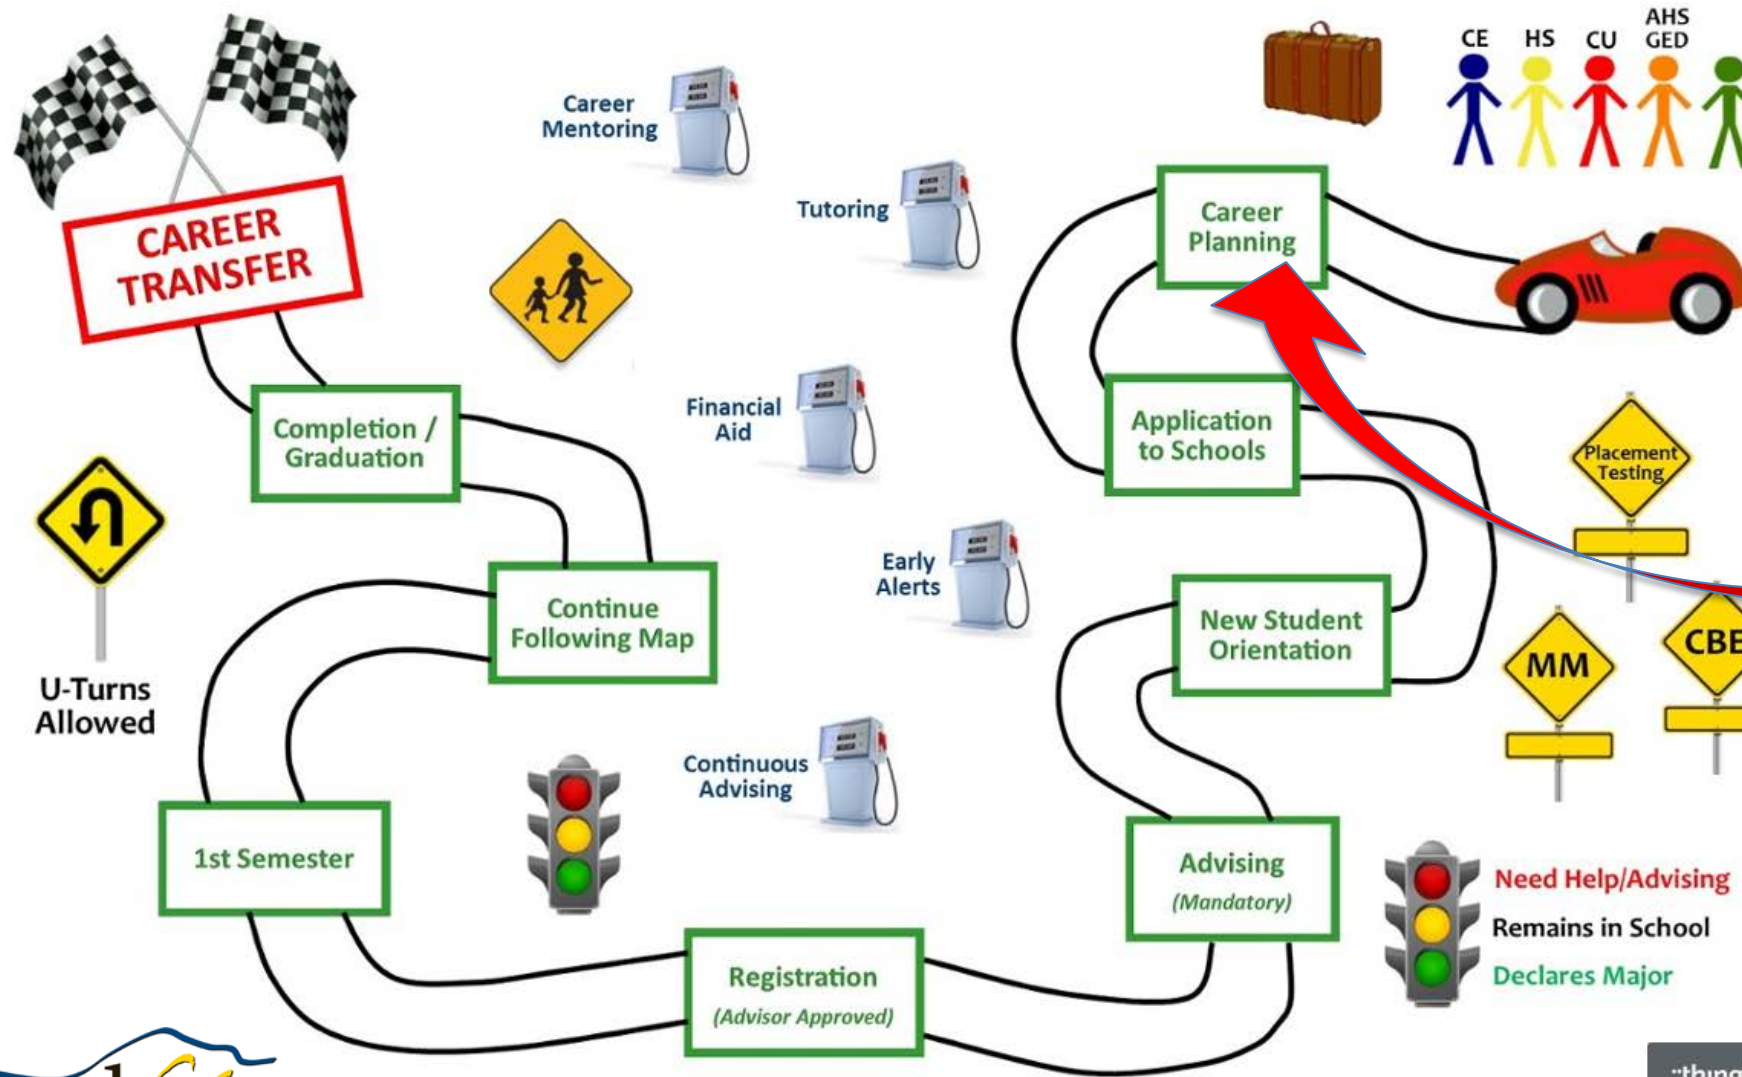 CE
HS
CU
AHS
GED
Career
Mentoring
Tutoring
Career
Planning
CAREER
TRANSFER
Completion /
Graduation
Financial
Aid
Application
to Schools
Placement
Testing
Early
Alerts
Continue
Following Map
New Student
Orientation
MM
CBE
U-Turns
Allowed
Continuous
Advising
1st Semester
Advising
(Mandatory)
Need Help/Advising
Remains in School
Declares Major
Registration
(Advisor Approved)